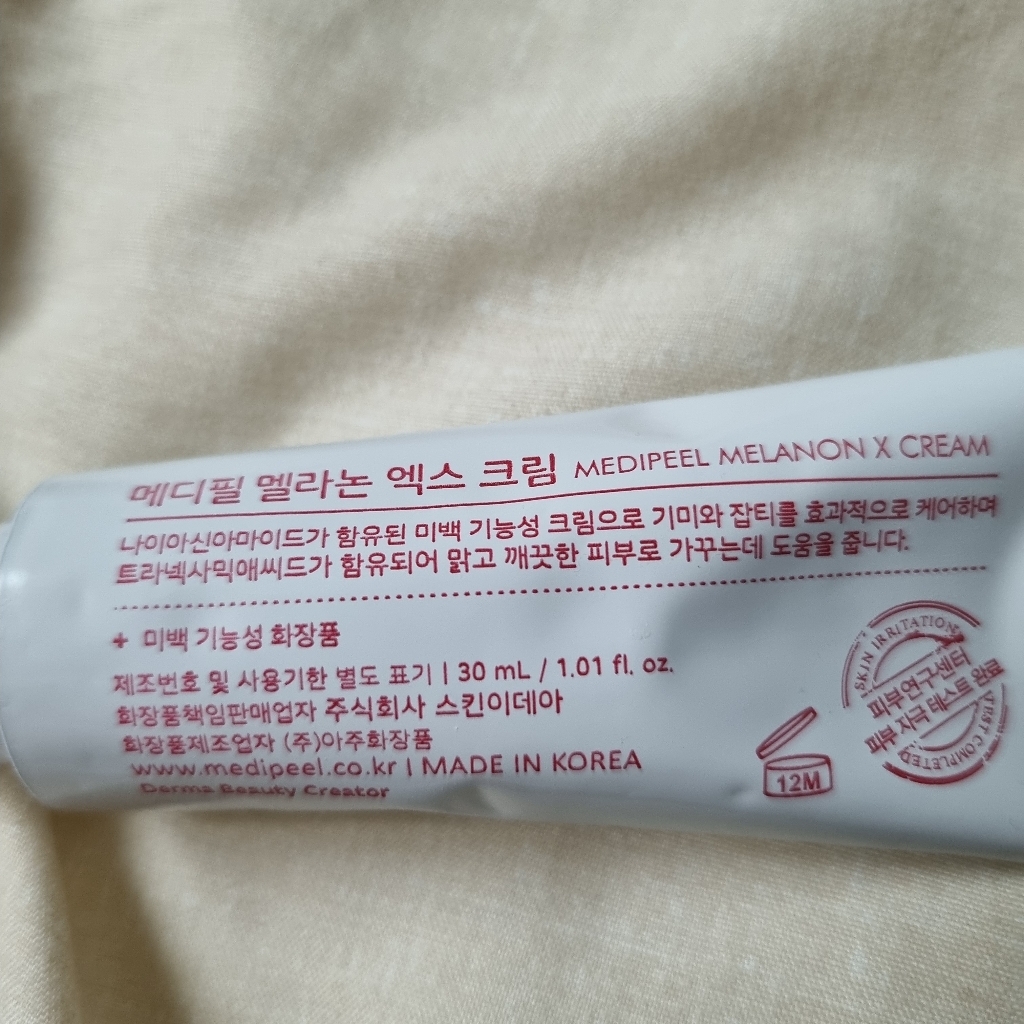 메디필 멜라논 엑스 크림 MEDIPEEL MELANON X CREAM
나이아신아마이드가 함유된 미백 기능성 크림으로 기미와 잡티를 효과적으로 케어하며
트라넥사믹애씨드가 함유되어 맑고 깨끗한 피부로 가꾸는데 도움을 줍니다.
+ 미백 기능성 화장품
제조번호 및 사용기한 별도 표기 | 30 mL / 1.01 fl. oz.
화장품책임판매업자 주식회사 스킨이데아
화장품제조업자 (주)아주화장품
www.medipeel.co.kr | MADE IN KOREA
Derma Beauty Creator
12M
SKIN IRRITATION
피부연구센터
피부 자극 테스트 완료
TEST COMPLETED